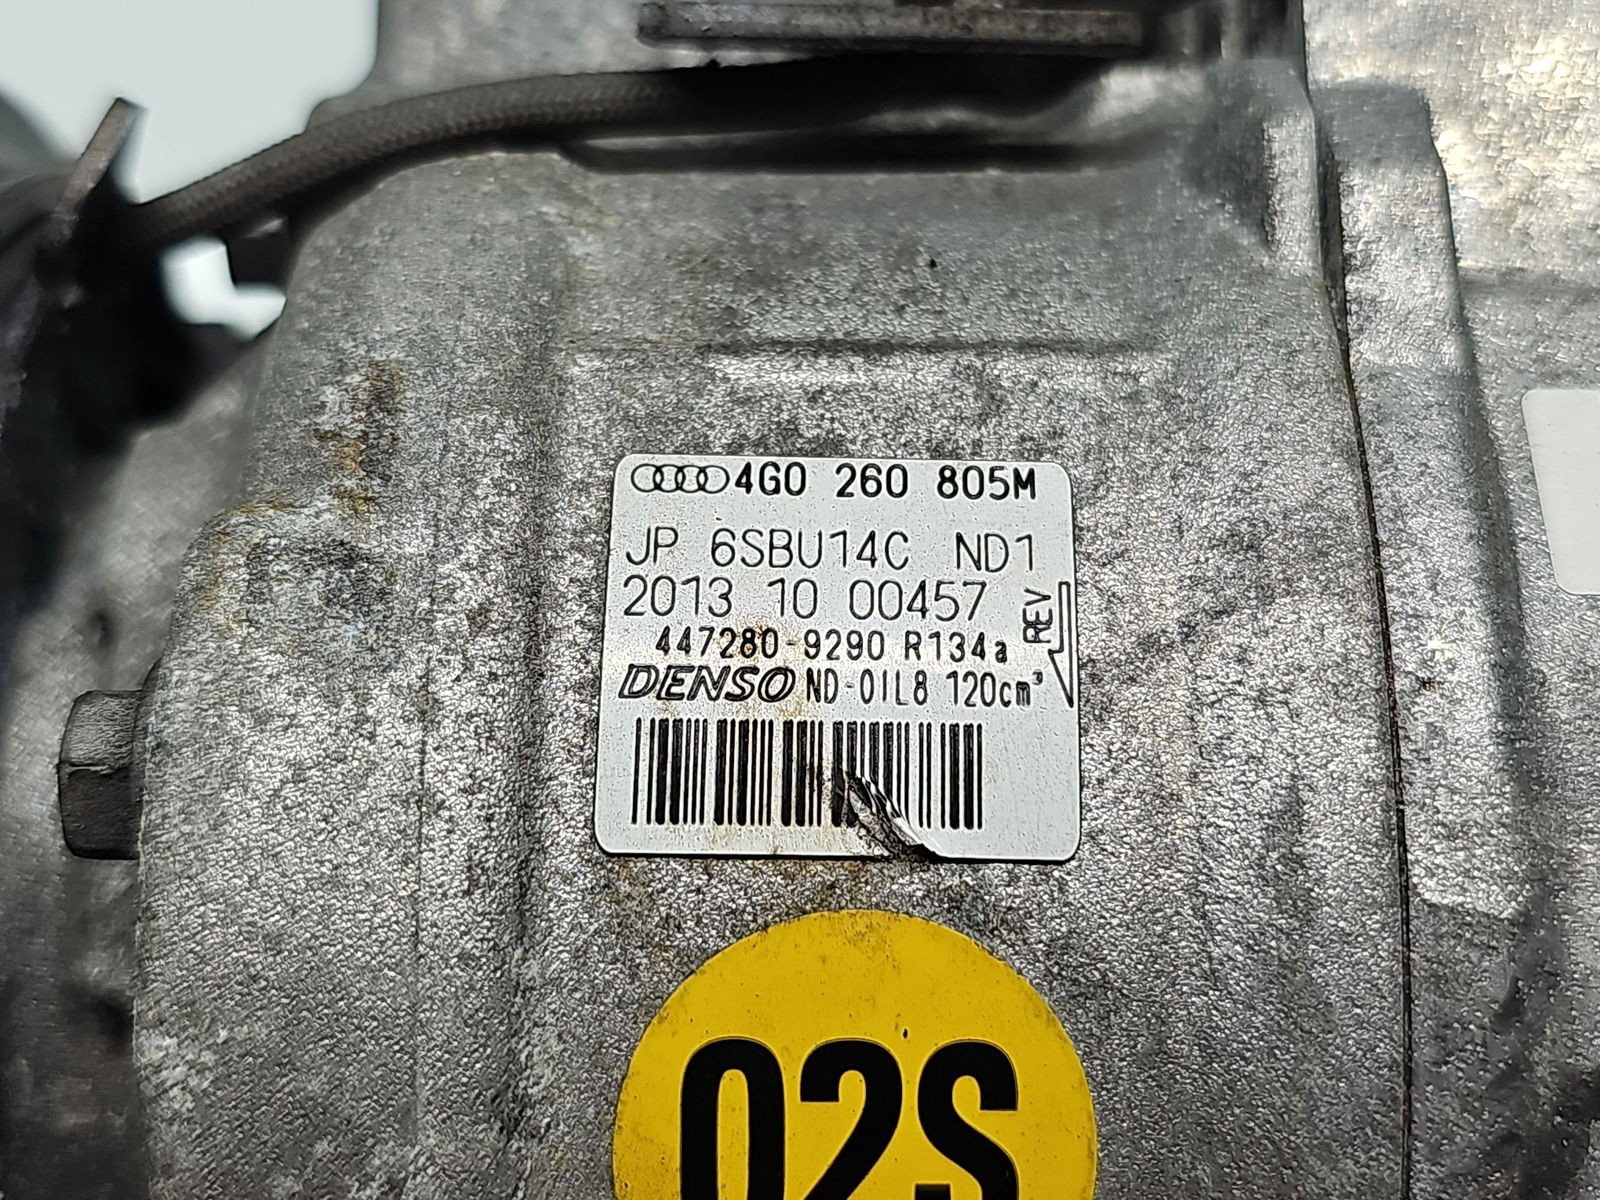 4G0 260 805M
JP 6SBU14C ND1
2013 10 00457
REV
447280-9290 R134a
DENSO ND-OIL8 120cm³
02S